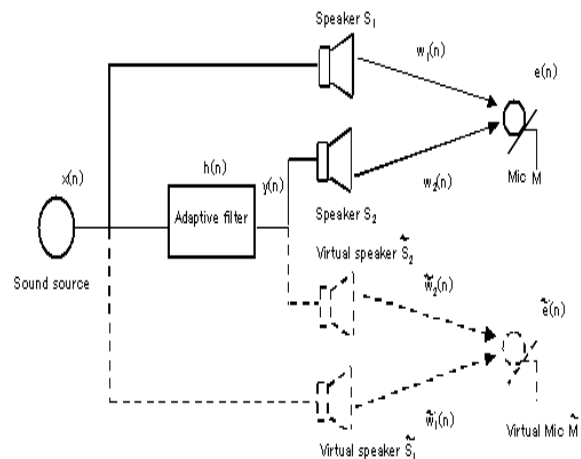 Speaker S₁
w₁(n)
e(n)
x(n)
h(n)
y(n)
Adaptive filter
w₂(n)
Mic M
Speaker S₂
Sound source
Virtual speaker S̃₂
w̃₂(n)
ẽ(n)
w̃₁(n)
Virtual speaker S̃₁
Virtual Mic M̃